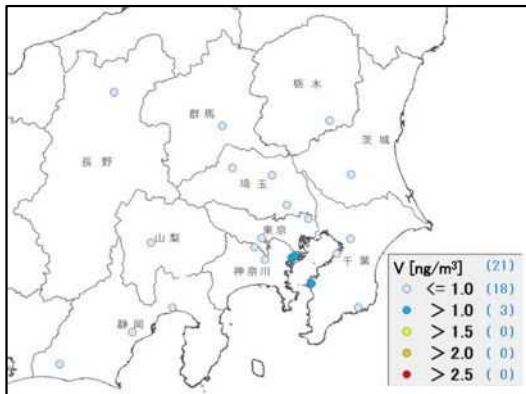 栃木
群馬
茨城
長野
埼玉
東京
山梨
千葉
神奈川
静岡
V [ng/m³] (21)
<= 1.0 (18)
> 1.0 ( 3)
> 1.5 ( 0)
> 2.0 ( 0)
> 2.5 ( 0)